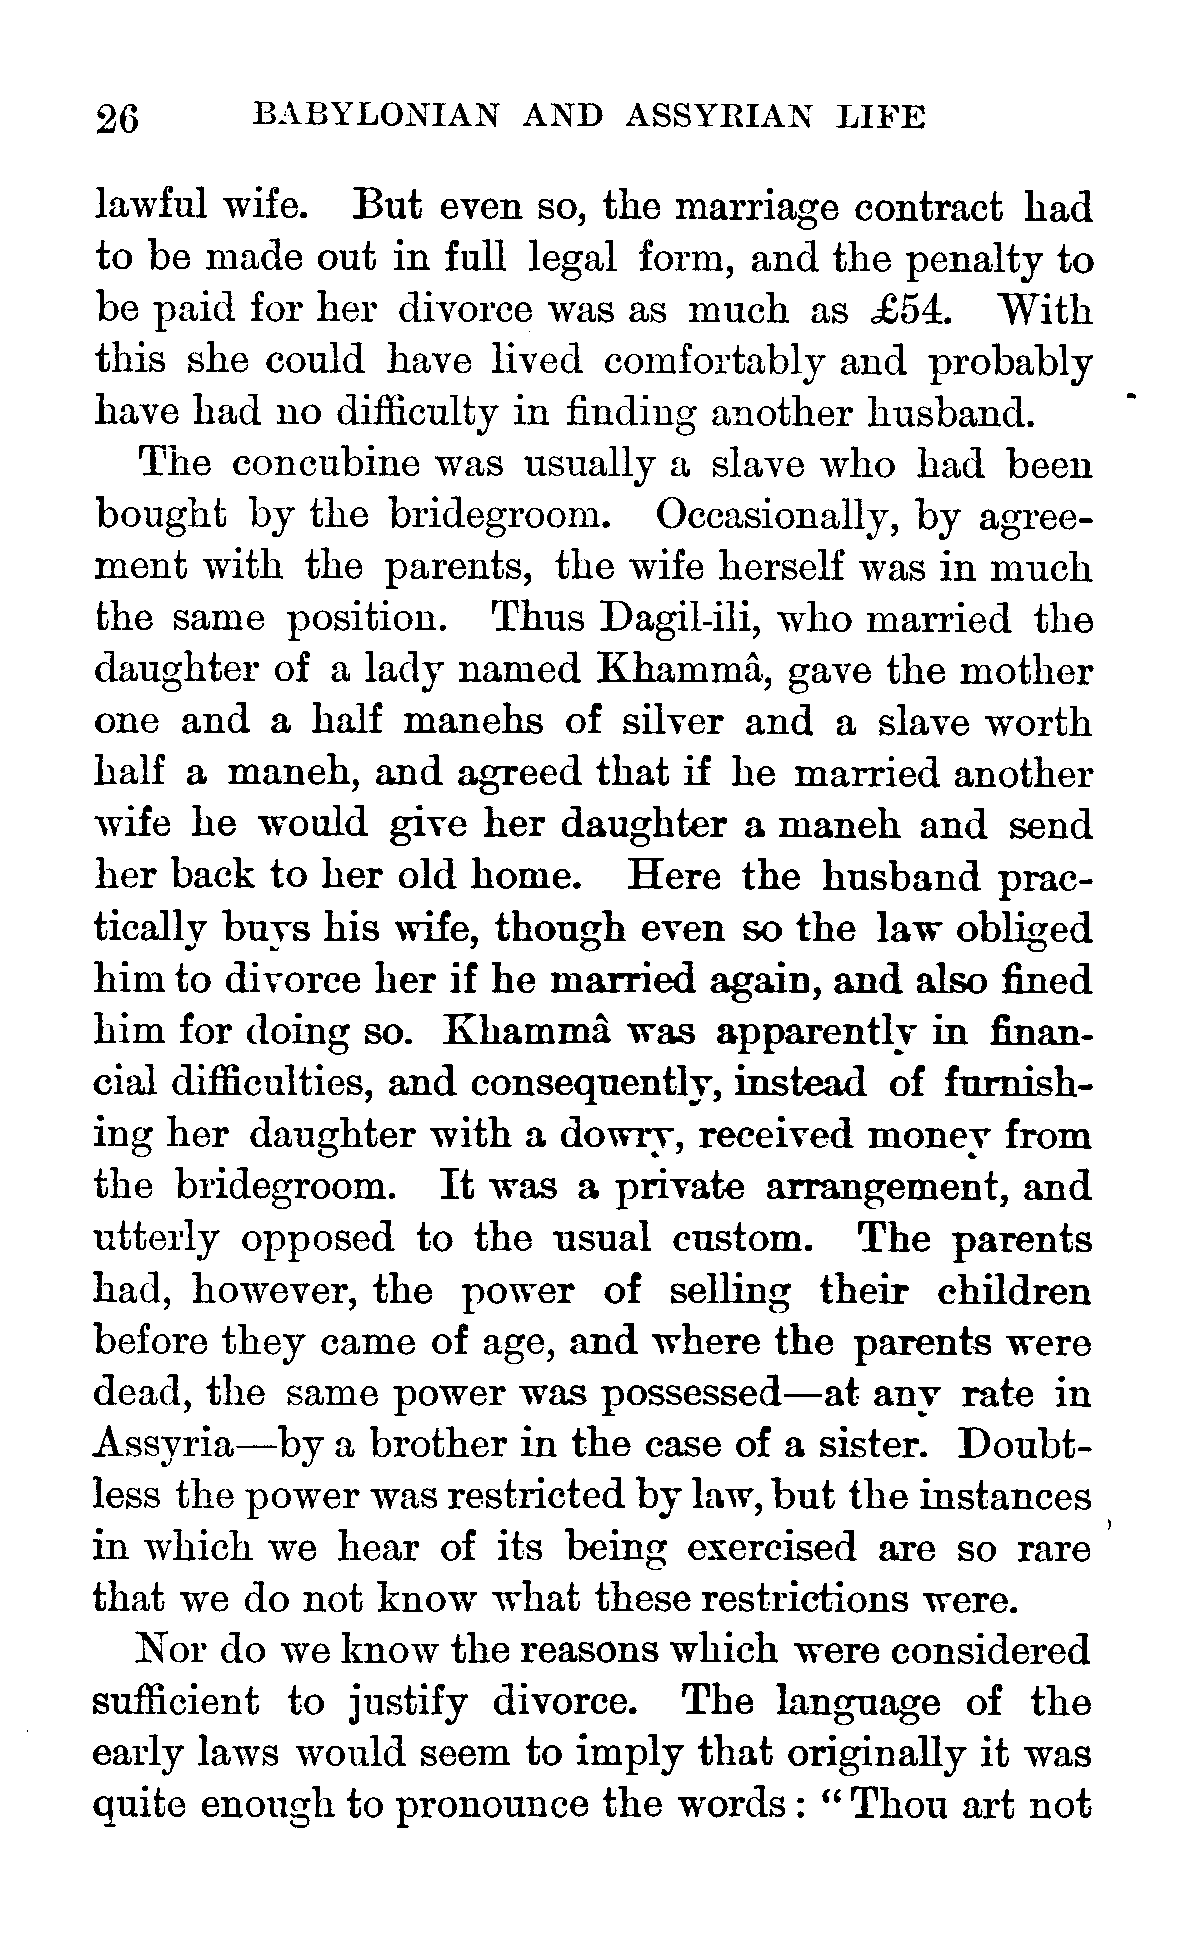 26 BABYLONIAN AND ASSYRIAN LIFE
lawful wife. But even so, the marriage contract had
to be made out in full legal form, and the penalty to
be paid for her divorce was as much as £54. With
this she could have lived comfortably and probably
have had no difficulty in finding another husband.
The concubine was usually a slave who had been
bought by the bridegroom. Occasionally, by agree-
ment with the parents, the wife herself was in much
the same position. Thus Dagil-ili, who married the
daughter of a lady named Khammâ, gave the mother
one and a half manehs of silver and a slave worth
half a maneh, and agreed that if he married another
wife he would give her daughter a maneh and send
her back to her old home. Here the husband prac-
tically buys his wife, though even so the law obliged
him to divorce her if he married again, and also fined
him for doing so. Khammâ was apparently in finan-
cial difficulties, and consequently, instead of furnish-
ing her daughter with a dowry, received money from
the bridegroom. It was a private arrangement, and
utterly opposed to the usual custom. The parents
had, however, the power of selling their children
before they came of age, and where the parents were
dead, the same power was possessed—at any rate in
Assyria—by a brother in the case of a sister. Doubt-
less the power was restricted by law, but the instances
in which we hear of its being exercised are so rare
that we do not know what these restrictions were.
Nor do we know the reasons which were considered
sufficient to justify divorce. The language of the
early laws would seem to imply that originally it was
quite enough to pronounce the words: “Thou art not